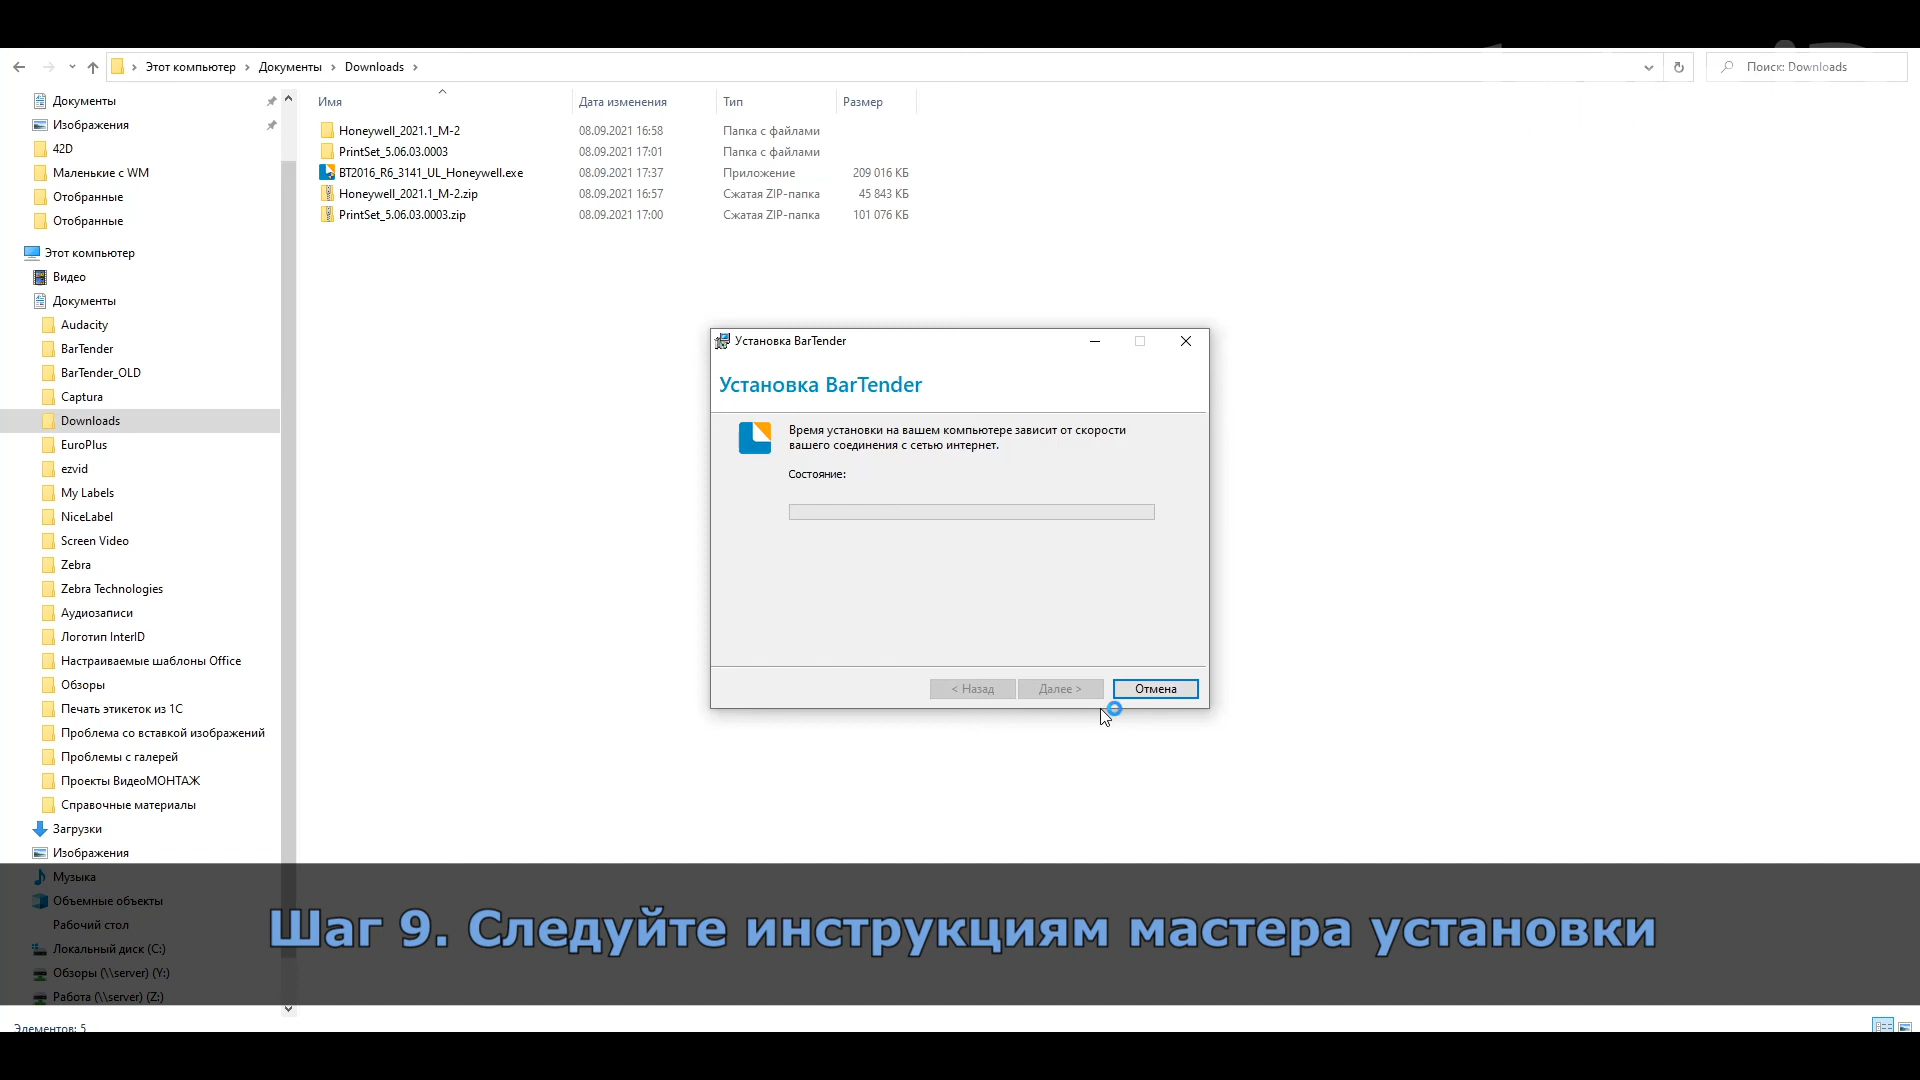 Этот компьютер > Документы > Downloads >
Поиск: Downloads
Документы
Изображения
42D
Маленькие с WM
Отобранные
Отобранные
Этот компьютер
Видео
Документы
Audacity
BarTender
BarTender_OLD
Captura
Downloads
EuroPlus
ezvid
My Labels
NiceLabel
Screen Video
Zebra
Zebra Technologies
Аудиозаписи
Логотип InterID
Настраиваемые шаблоны Office
Обзоры
Печать этикеток из 1С
Проблема со вставкой изображений
Проблемы с галерей
Проекты ВидеоМОНТАЖ
Справочные материалы
Загрузки
Изображения
Музыка
Объемные объекты
Рабочий стол
Локальный диск (C:)
Обзоры (\\server) (Y:)
Работа (\\server) (Z:)
Элементов: 5
Имя Дата изменения Тип Размер
Honeywell_2021.1_M-2 08.09.2021 16:58 Папка с файлами
PrintSet_5.06.03.0003 08.09.2021 17:01 Папка с файлами
BT2016_R6_3141_UL_Honeywell.exe 08.09.2021 17:37 Приложение 209 016 КБ
Honeywell_2021.1_M-2.zip 08.09.2021 16:57 Сжатая ZIP-папка 45 843 КБ
PrintSet_5.06.03.0003.zip 08.09.2021 17:00 Сжатая ZIP-папка 101 076 КБ
Установка BarTender
Установка BarTender
Время установки на вашем компьютере зависит от скорости
вашего соединения с сетью интернет.
Состояние:
< Назад Далее > Отмена
Шаг 9. Следуйте инструкциям мастера установки